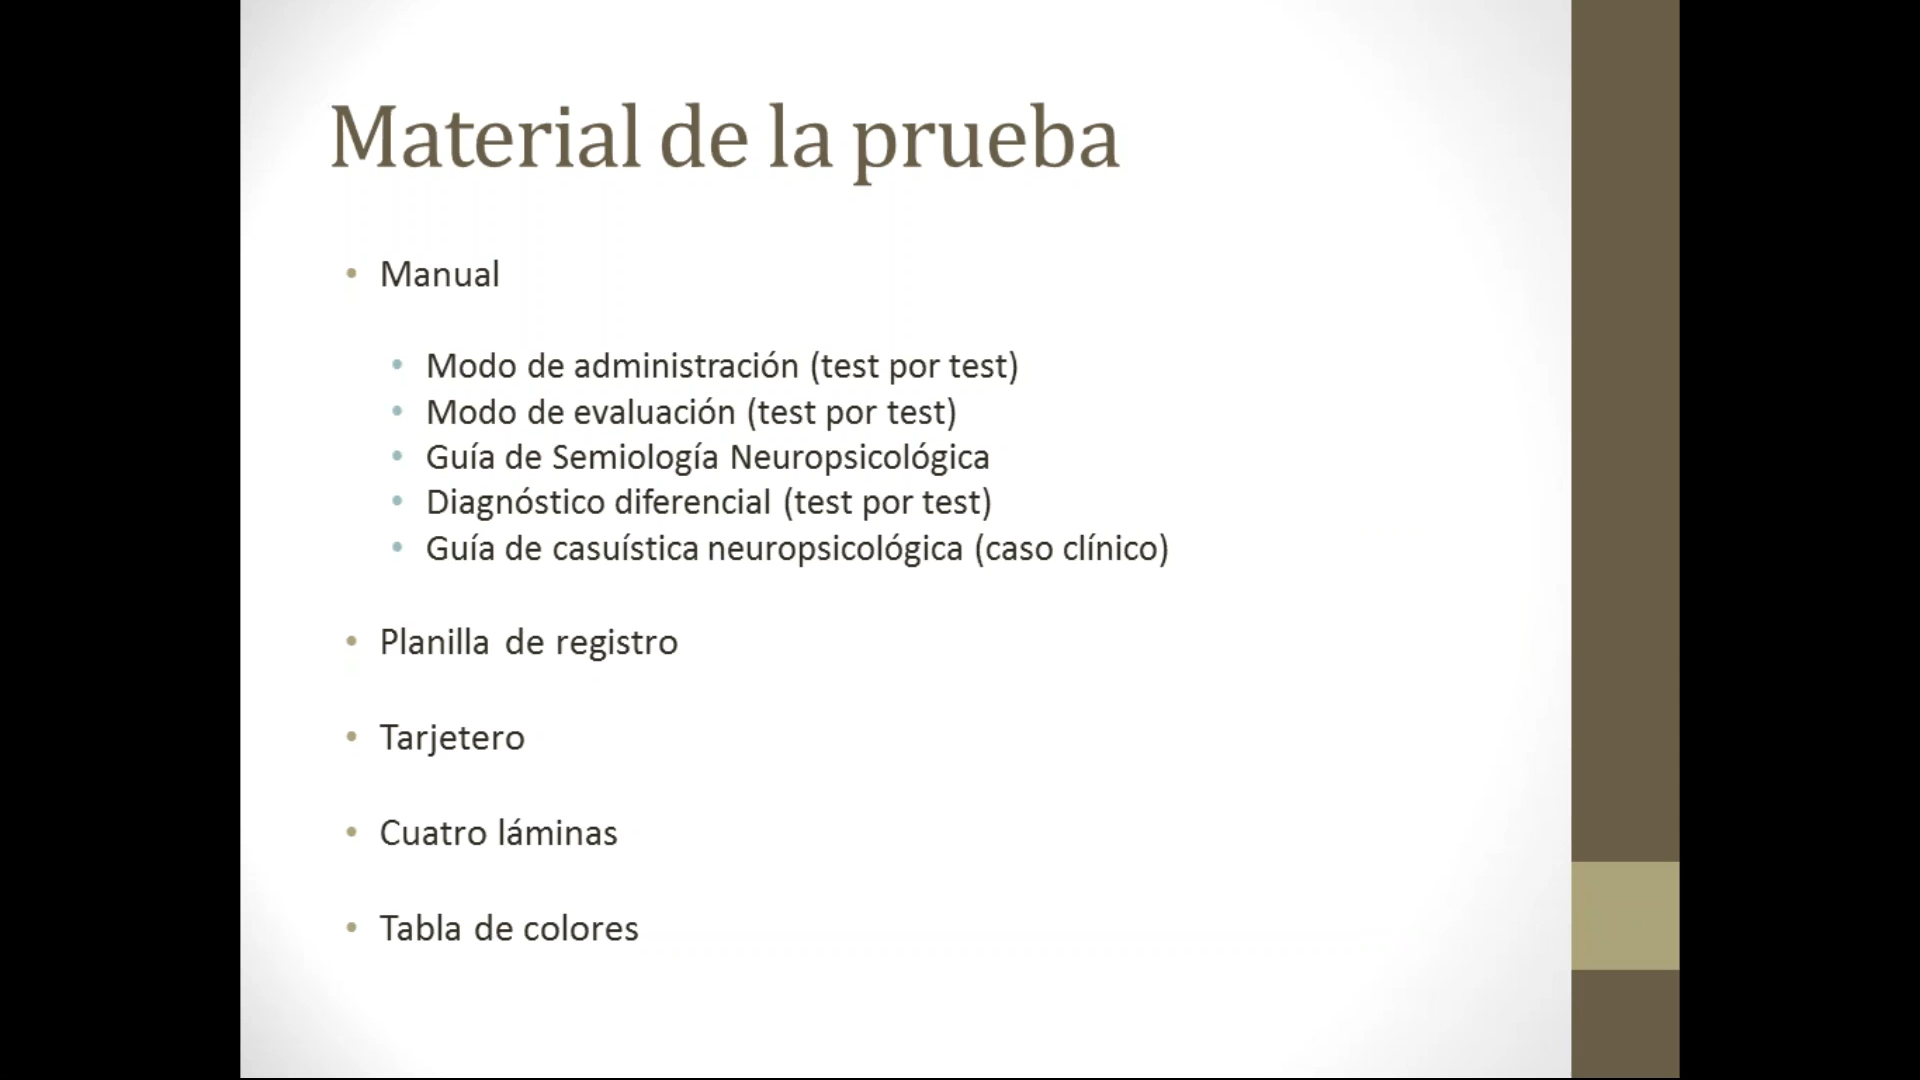 Material de la prueba
• Manual
• Modo de administración (test por test)
• Modo de evaluación (test por test)
• Guía de Semiología Neuropsicológica
• Diagnóstico diferencial (test por test)
• Guía de casuística neuropsicológica (caso clínico)
• Planilla de registro
• Tarjetero
• Cuatro láminas
• Tabla de colores